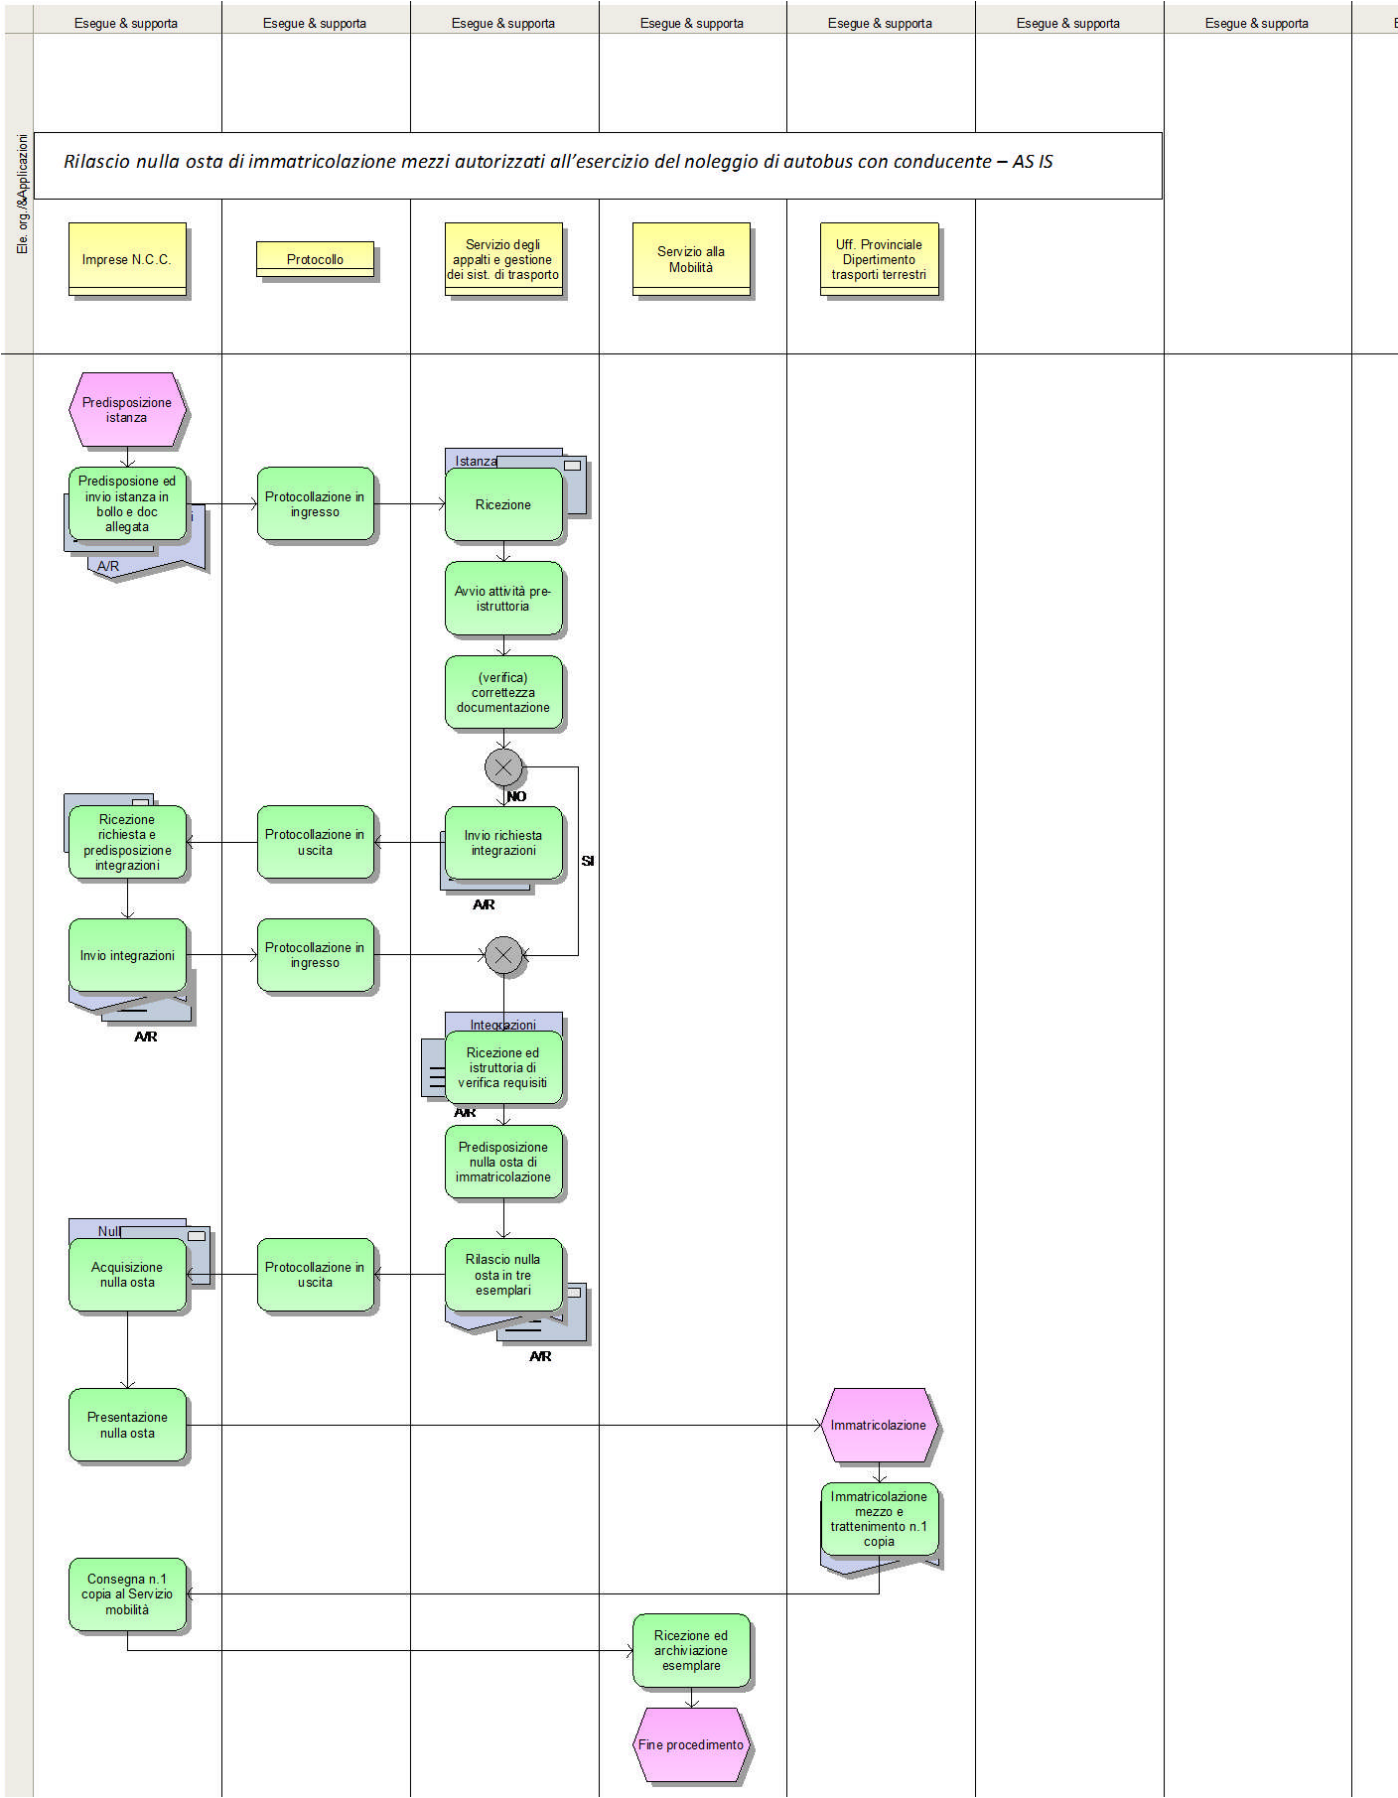 Esegue & supporta
Esegue & supporta
Esegue & supporta
Esegue & supporta
Esegue & supporta
Esegue & supporta
Esegue & supporta
E
Ele. org./&Applicazioni
Rilascio nulla osta di immatricolazione mezzi autorizzati all'esercizio del noleggio di autobus con conducente – AS IS
Imprese N.C.C.
Protocollo
Servizio degli
appalti e gestione
dei sist. di trasporto
Servizio alla
Mobilità
Uff. Provinciale
Dipertimento
trasporti terrestri
Predisposizione
istanza
Predisposione ed
invio istanza in
bollo e doc
allegata
i
A/R
Protocollazione in
ingresso
Istanza
Ricezione
Avvio attività pre-
istruttoria
(verifica)
correttezza
documentazione
NO
SI
Ricezione
richiesta e
predisposizione
integrazioni
Protocollazione in
uscita
Invio richiesta
integrazioni
A/R
Invio integrazioni
A/R
Protocollazione in
ingresso
Integrazioni
Ricezione ed
istruttoria di
verifica requisiti
A/R
Predisposizione
nulla osta di
immatricolazione
Null
Acquisizione
nulla osta
Protocollazione in
uscita
Rilascio nulla
osta in tre
esemplari
A/R
Presentazione
nulla osta
Immatricolazione
Immatricolazione
mezzo e
trattenimento n.1
copia
Consegna n.1
copia al Servizio
mobilità
Ricezione ed
archiviazione
esemplare
Fine procedimento